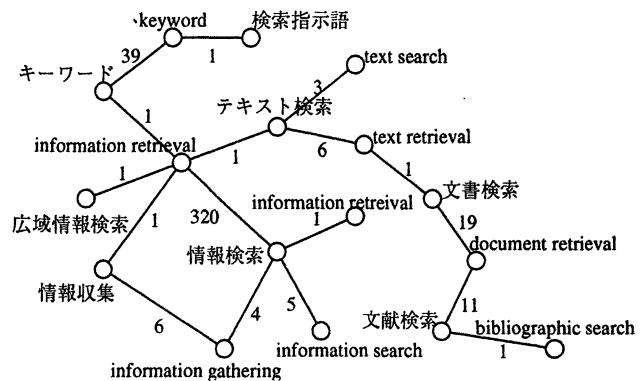 keyword
検索指示語
39
1
キーワード
text search
3
テキスト検索
1
6
text retrieval
information retrieval
1
1
1
文書検索
広域情報検索
1
320
information retreival
1
19
情報検索
document retrieval
情報収集
11
6
4
5
文献検索
bibliographic search
1
information gathering
information search